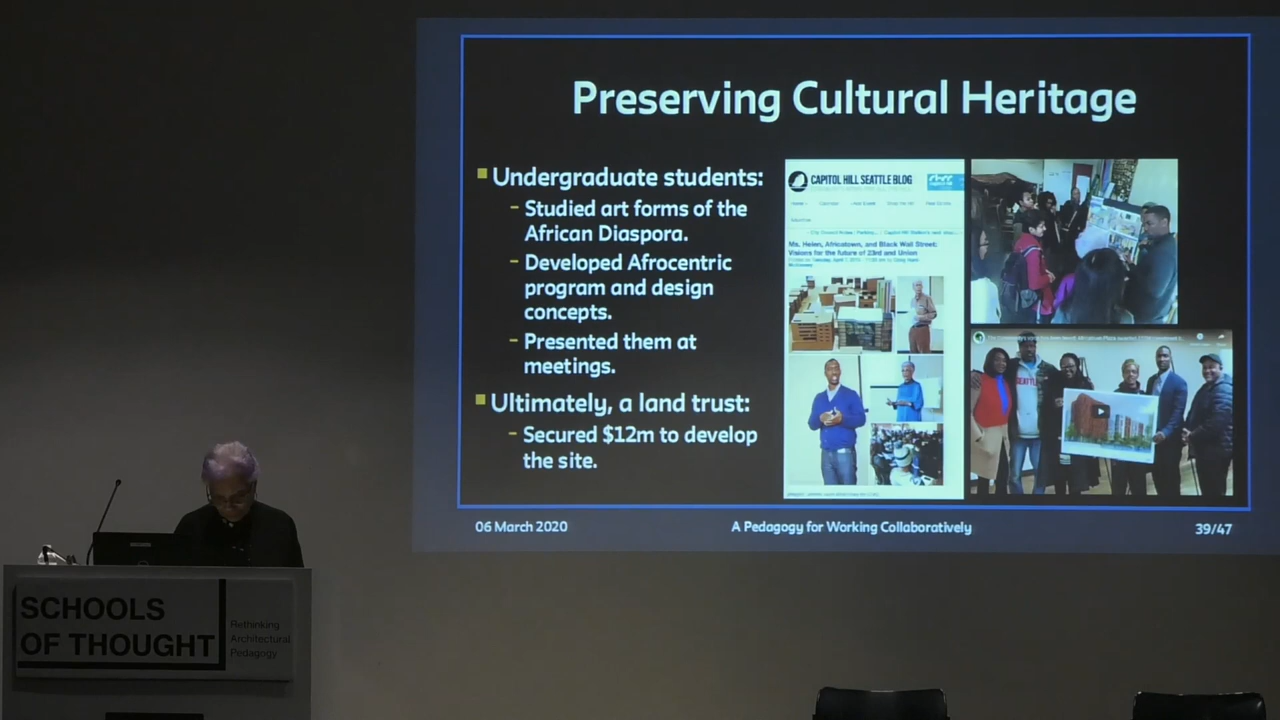 Preserving Cultural Heritage
Undergraduate students:
- Studied art forms of the
African Diaspora.
- Developed Afrocentric
program and design
concepts.
- Presented them at
meetings.
Ultimately, a land trust:
- Secured $12m to develop
the site.
CAPITOL HILL SEATTLE BLOG
Ms. Helen, Africatown, and Black Wall Street:
Visions for the future of 23rd and Union
SEATTLE
06 March 2020
A Pedagogy for Working Collaboratively
39/47
SCHOOLS
OF THOUGHT
Rethinking
Architectural
Pedagogy